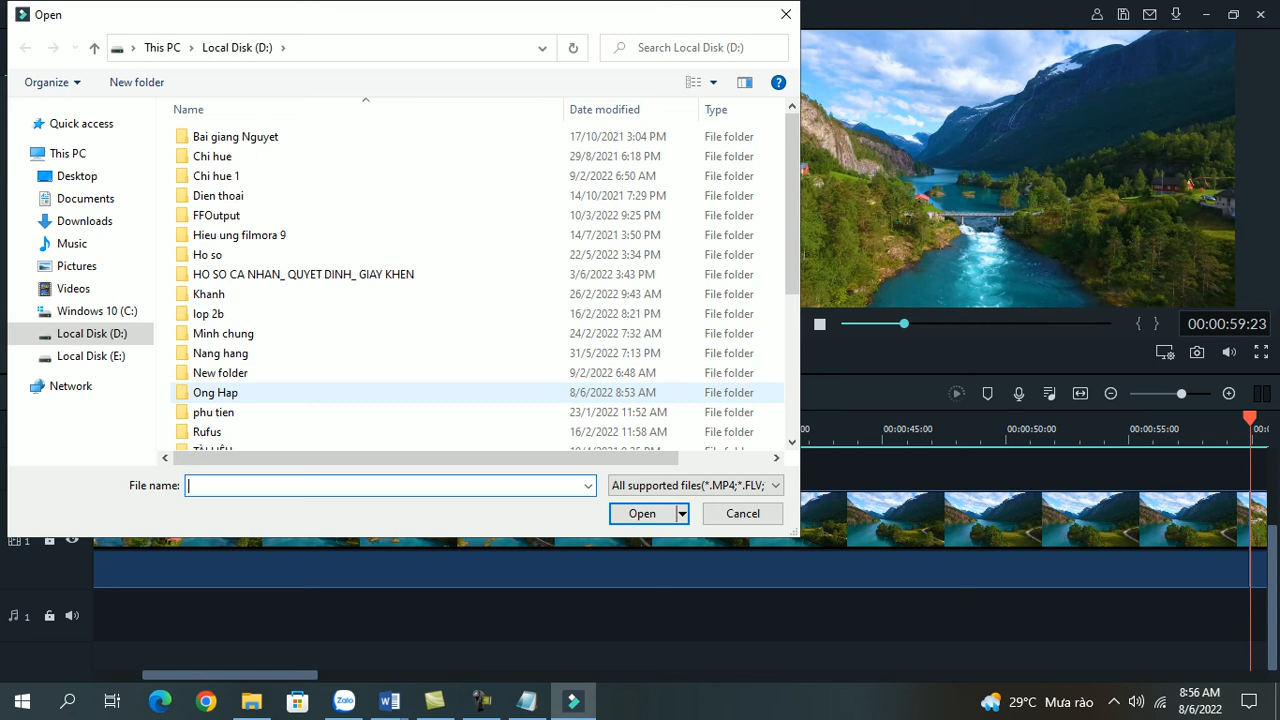 Open
This PC Local Disk (D:) Search Local Disk (D:)
Organize New folder
Name Date modified Type
Quick access
This PC
Desktop
Documents
Downloads
Music
Pictures
Videos
Windows 10 (C:)
Local Disk (D:)
Local Disk (E:)
Network
Bai giang Nguyet 17/10/2021 3:04 PM File folder
Chi hue 29/8/2021 6:18 PM File folder
Chi hue 1 9/2/2022 6:50 AM File folder
Dien thoai 14/10/2021 7:29 PM File folder
FFOutput 10/3/2022 9:25 PM File folder
Hieu ung filmora 9 14/7/2021 3:50 PM File folder
Ho so 22/5/2022 3:34 PM File folder
HO SO CA NHAN_ QUYET DINH_ GIAY KHEN 3/6/2022 3:43 PM File folder
Khanh 26/2/2022 9:43 AM File folder
lop 2b 16/2/2022 8:21 PM File folder
Minh chung 24/2/2022 7:32 AM File folder
Nang hang 31/5/2022 7:13 PM File folder
New folder 9/2/2022 6:48 AM File folder
Ong Hap 8/6/2022 8:53 AM File folder
phu tien 23/1/2022 11:52 AM File folder
Rufus 16/2/2022 11:58 AM File folder
File name: All supported files(*.MP4;*.FLV;
Open Cancel
00:00:59:23
00:00:45:00 00:00:50:00 00:00:55:00
1
1
Zalo
29°C Mưa rào
8:56 AM
8/6/2022